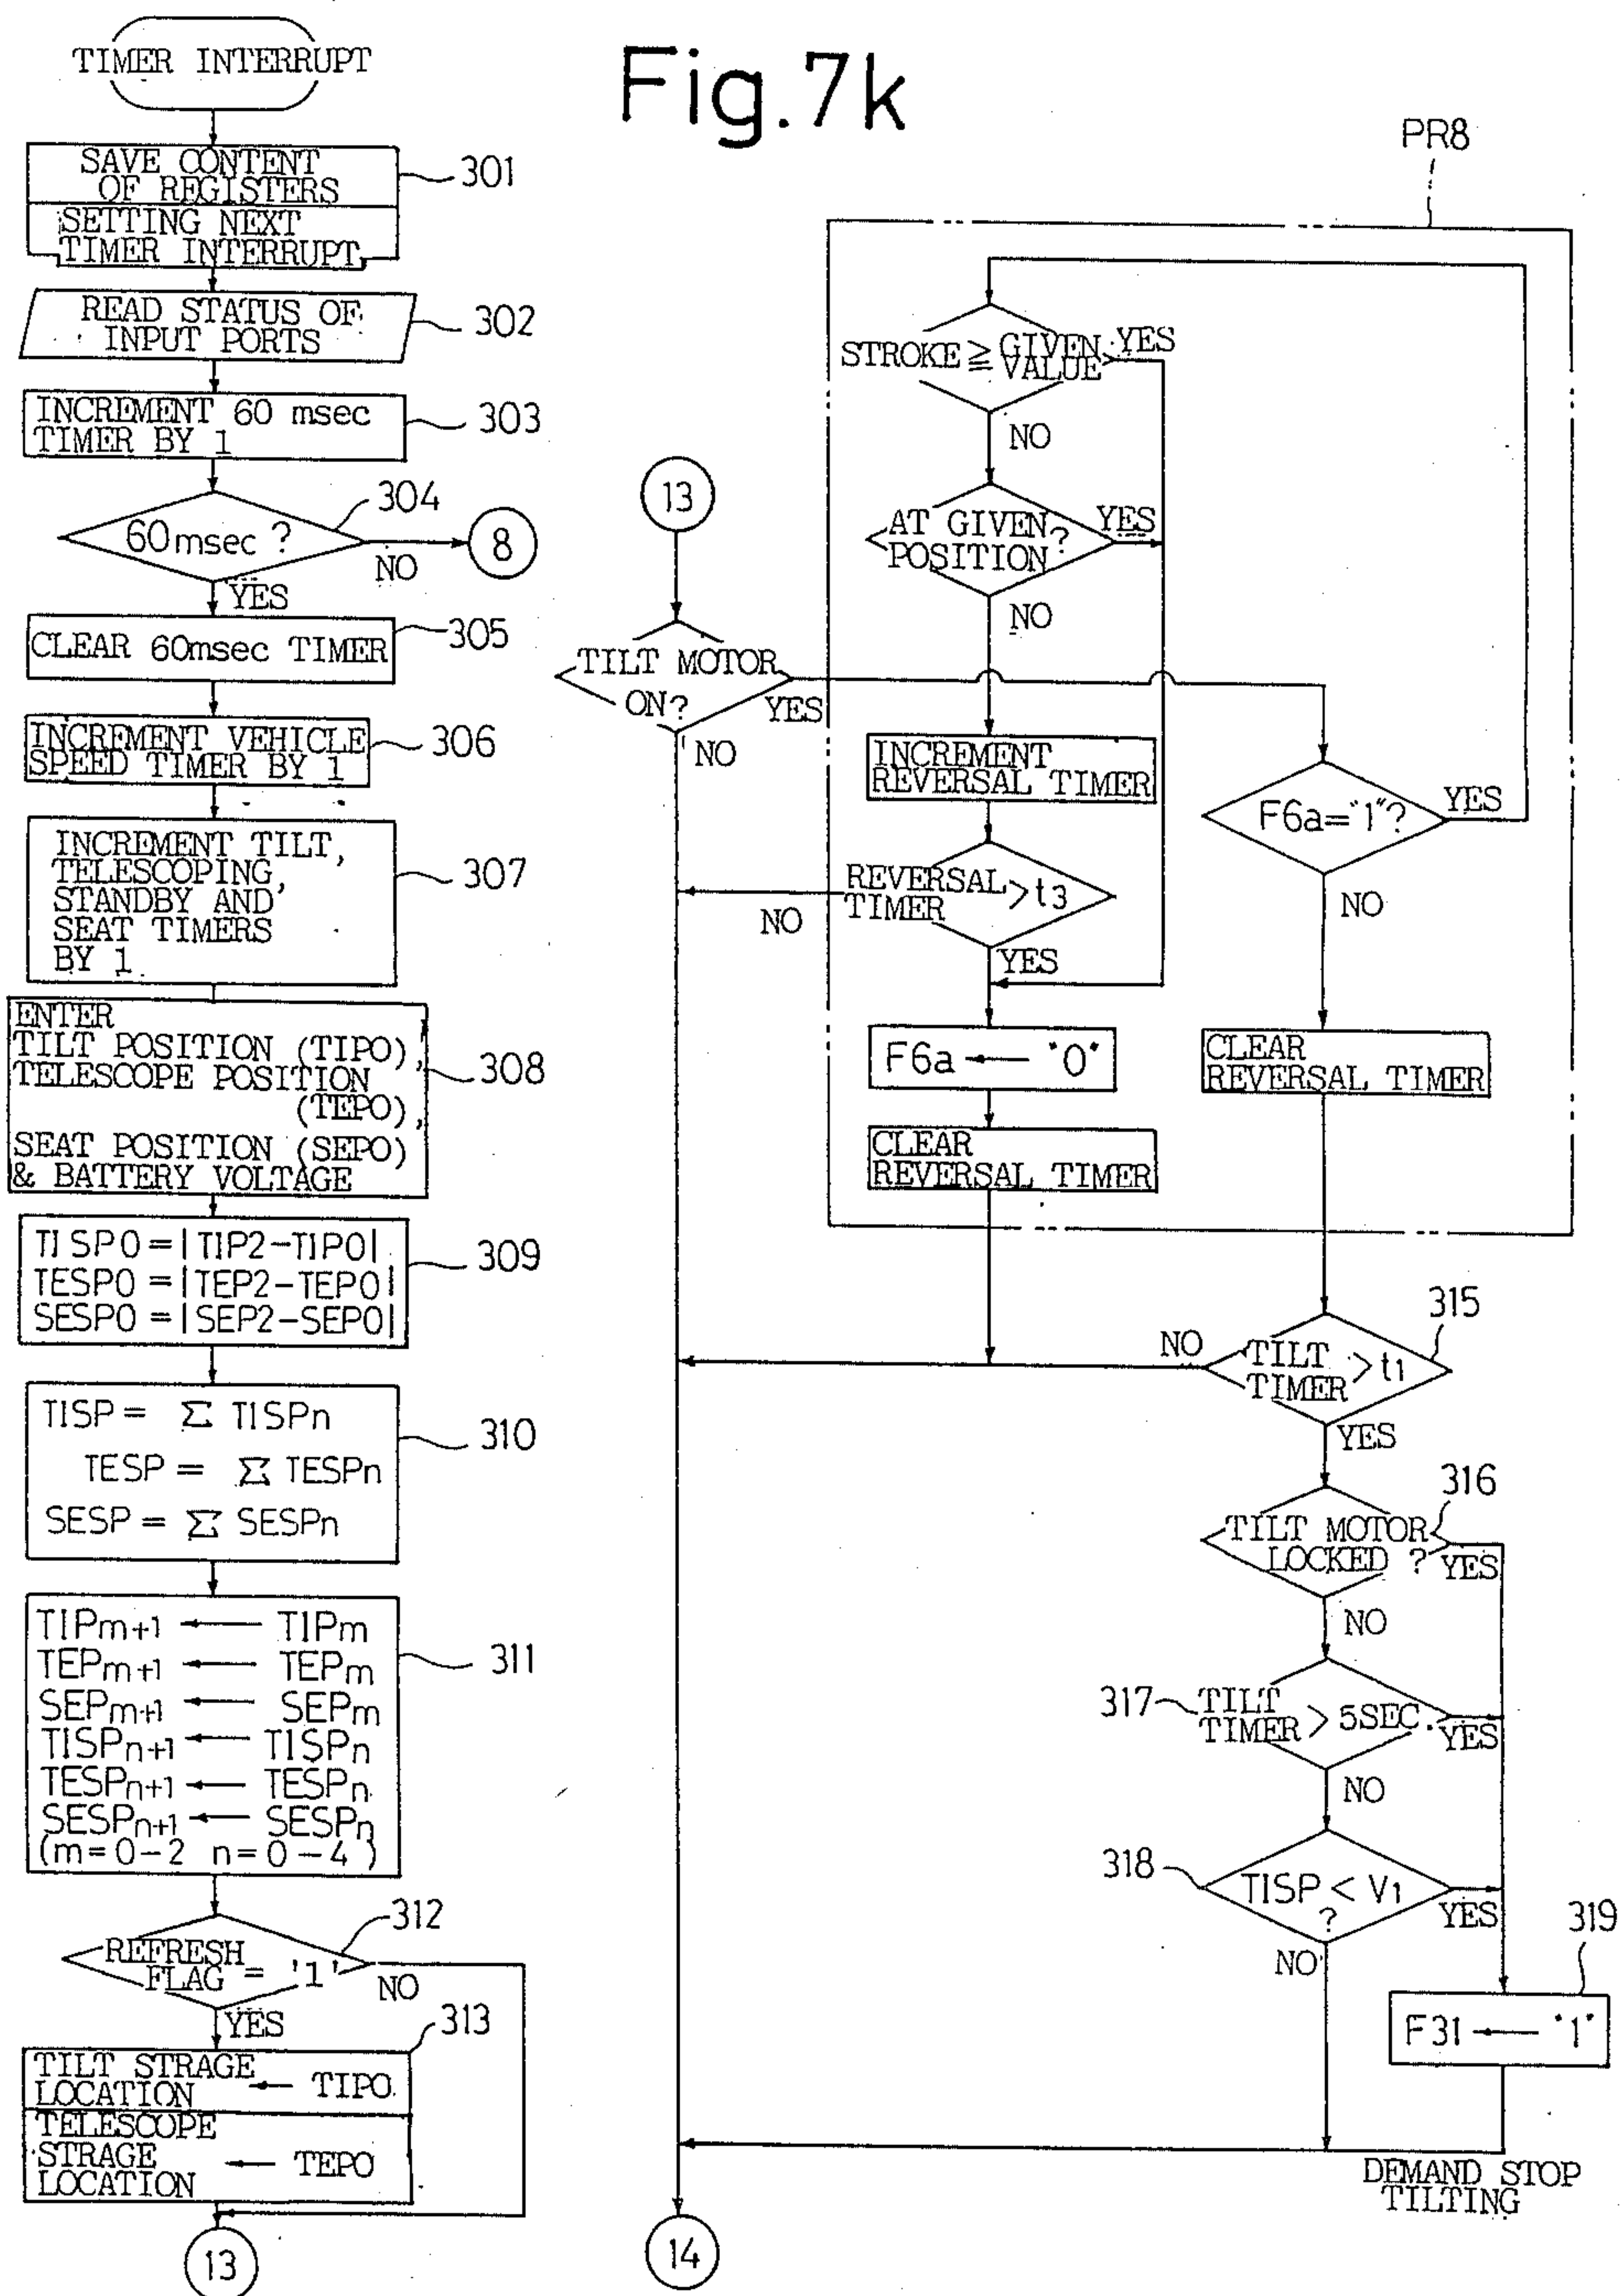 Fig.7k
TIMER INTERRUPT
SAVE CONTENT
OF REGISTERS
SETTING NEXT
TIMER INTERRUPT
301
READ STATUS OF
INPUT PORTS
302
INCREMENT 60 msec
TIMER BY 1
303
60msec ?
304
NO
8
YES
CLEAR 60msec TIMER
305
INCREMENT VEHICLE
SPEED TIMER BY 1
306
INCREMENT TILT,
TELESCOPING,
STANDBY AND
SEAT TIMERS
BY 1
307
ENTER
TILT POSITION (TIPO),
TELESCOPE POSITION
(TEPO),
SEAT POSITION (SEPO)
& BATTERY VOLTAGE
308
TISP0 = |TIP2-TIP0|
TESP0 = |TEP2-TEP0|
SESP0 = |SEP2-SEP0|
309
TISP = Σ TISPn
TESP = Σ TESPn
SESP = Σ SESPn
310
TIPm+1 ← TIPm
TEPm+1 ← TEPm
SEPm+1 ← SEPm
TISPn+1 ← TISPn
TESPn+1 ← TESPn
SESPn+1 ← SESPn
(m=0-2 n=0-4)
311
REFRESH
FLAG = '1'
312
NO
YES
313
TILT STRAGE
LOCATION ← TIPO
TELESCOPE
STRAGE
LOCATION ← TEPO
13
13
TILT MOTOR
ON?
YES
NO
PR8
STROKE ≧ GIVEN
VALUE
YES
NO
AT GIVEN
POSITION?
YES
NO
INCREMENT
REVERSAL TIMER
REVERSAL
TIMER > t3
NO
YES
F6a ← "0"
CLEAR
REVERSAL TIMER
F6a="1"?
YES
NO
CLEAR
REVERSAL TIMER
315
TILT
TIMER > t1
NO
YES
316
TILT MOTOR
LOCKED ?
YES
NO
317
TILT
TIMER > 5SEC.
YES
NO
318
TISP < V1
?
YES
NO
319
F31 ← "1"
DEMAND STOP
TILTING
14